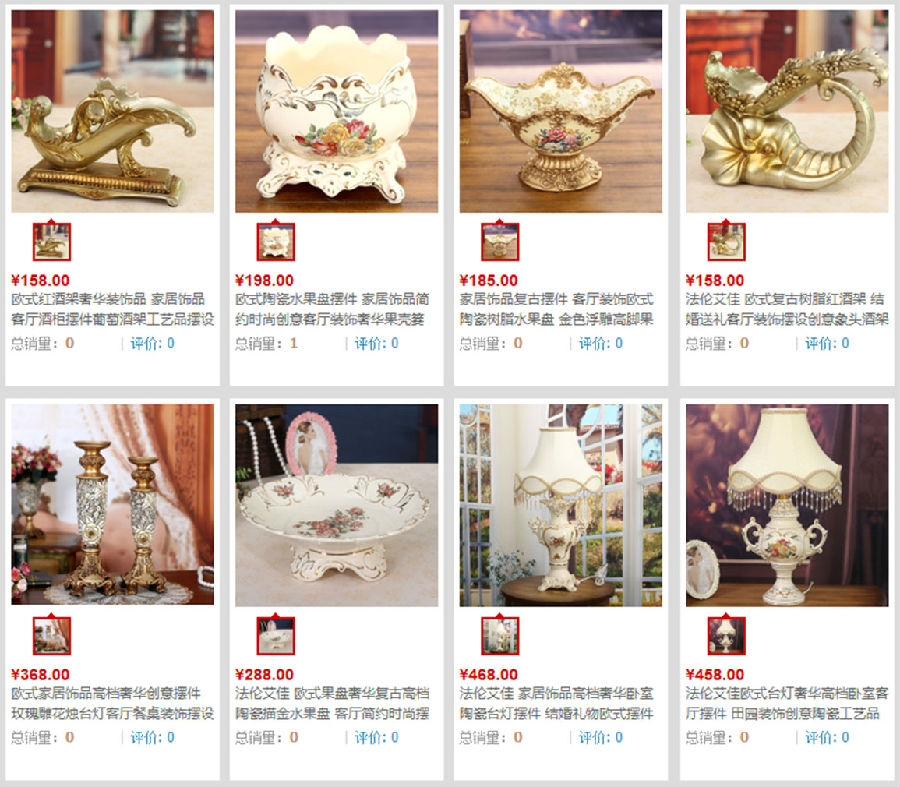 ¥158.00
欧式红酒架奢华装饰品 家居饰品
客厅酒柜摆件葡萄酒架工艺品摆设
总销量：0 | 评价: 0
¥198.00
欧式陶瓷水果盘摆件 家居饰品简
约时尚创意客厅装饰奢华果壳篓
总销量：1 | 评价: 0
¥185.00
家居饰品复古摆件 客厅装饰欧式
陶瓷树脂水果盘 金色浮雕高脚果
总销量：0 | 评价: 0
¥158.00
法伦艾佳 欧式复古树脂红酒架 结
婚送礼客厅装饰摆设创意象头酒架
总销量：0 | 评价: 0
¥368.00
欧式家居饰品高档奢华创意摆件
玫瑰雕花烛台灯客厅餐桌装饰摆设
总销量：0 | 评价: 0
¥288.00
法伦艾佳 欧式果盘奢华复古高档
陶瓷描金水果盘 客厅简约时尚摆
总销量：0 | 评价: 0
¥468.00
法伦艾佳 家居饰品高档奢华卧室
陶瓷台灯摆件 结婚礼物欧式摆件
总销量：0 | 评价: 0
¥458.00
法伦艾佳欧式台灯奢华高档卧室客
厅摆件 田园装饰创意陶瓷工艺品
总销量：0 | 评价: 0